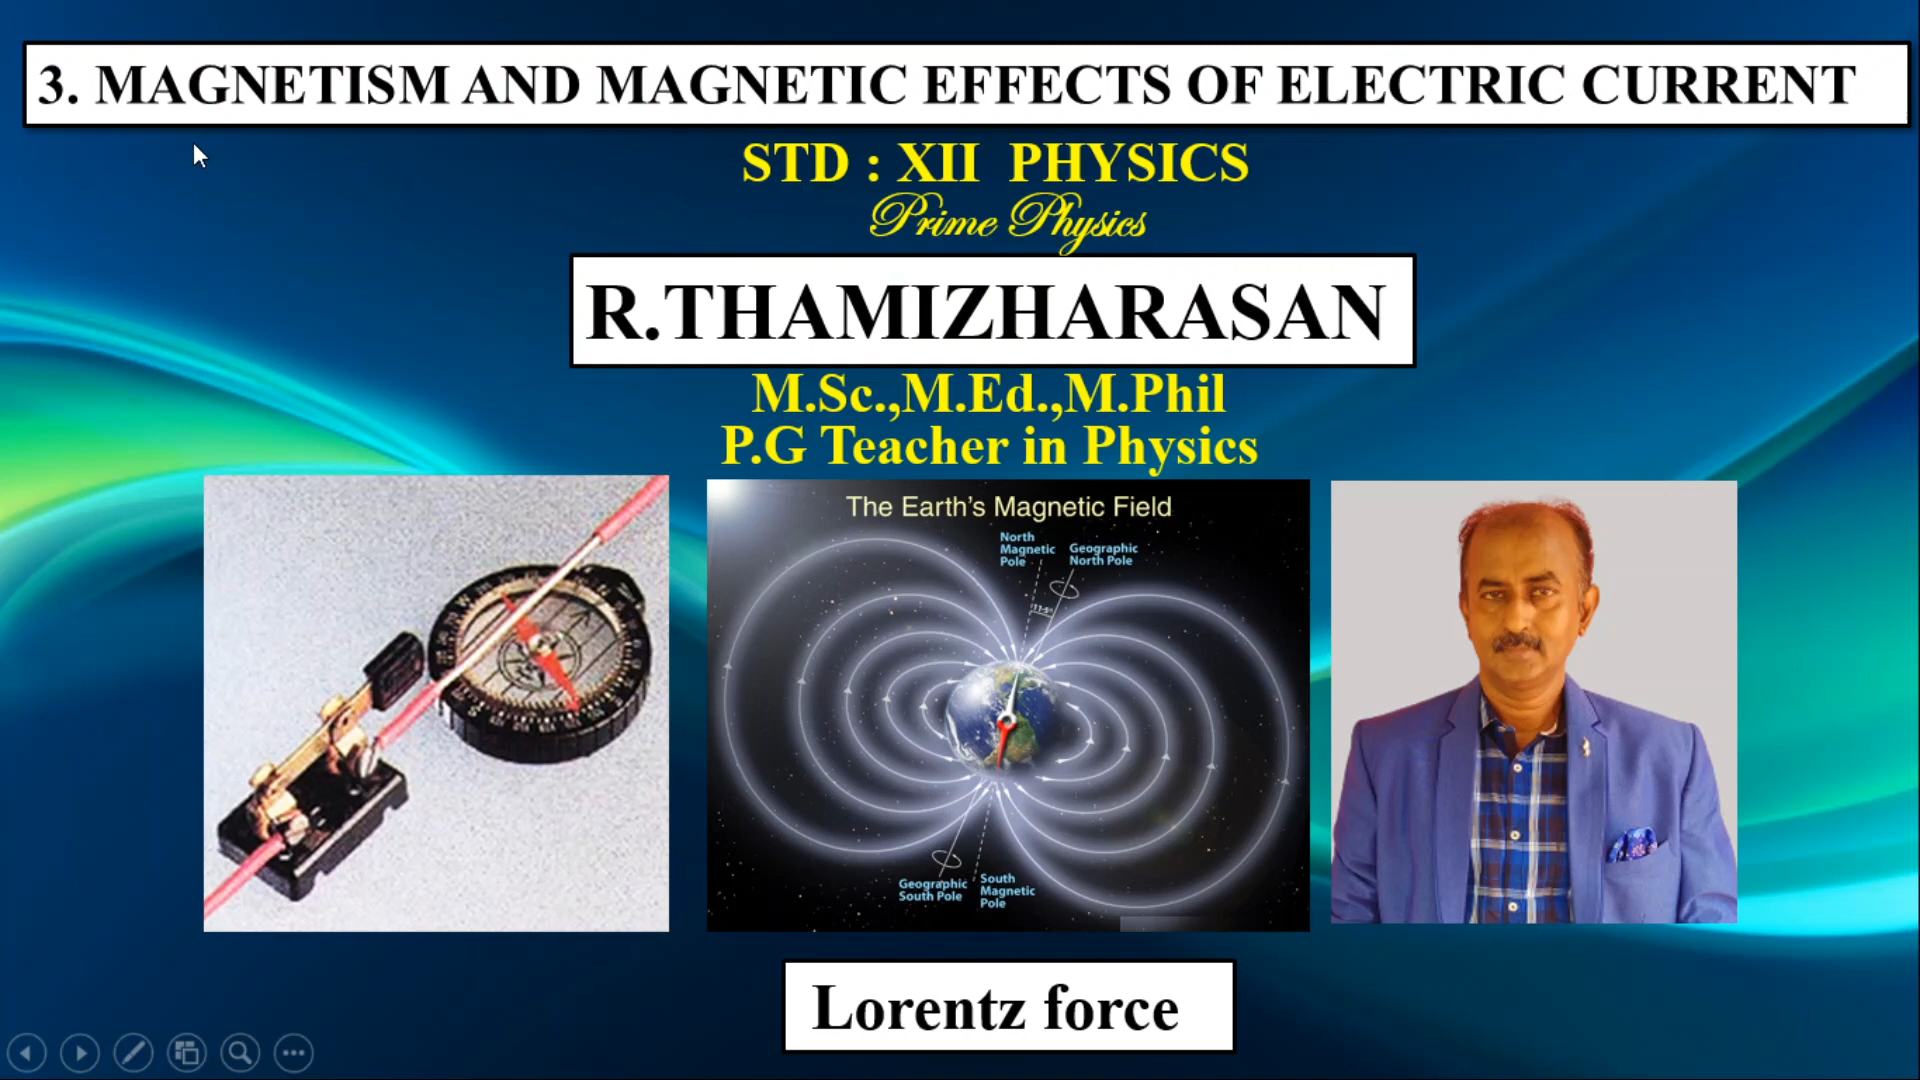 3. MAGNETISM AND MAGNETIC EFFECTS OF ELECTRIC CURRENT
STD : XII PHYSICS
Prime Physics
R.THAMIZHARASAN
M.Sc.,M.Ed.,M.Phil
P.G Teacher in Physics
The Earth's Magnetic Field
North
Magnetic
Pole
Geographic
North Pole
Geographic
South Pole
South
Magnetic
Pole
Lorentz force